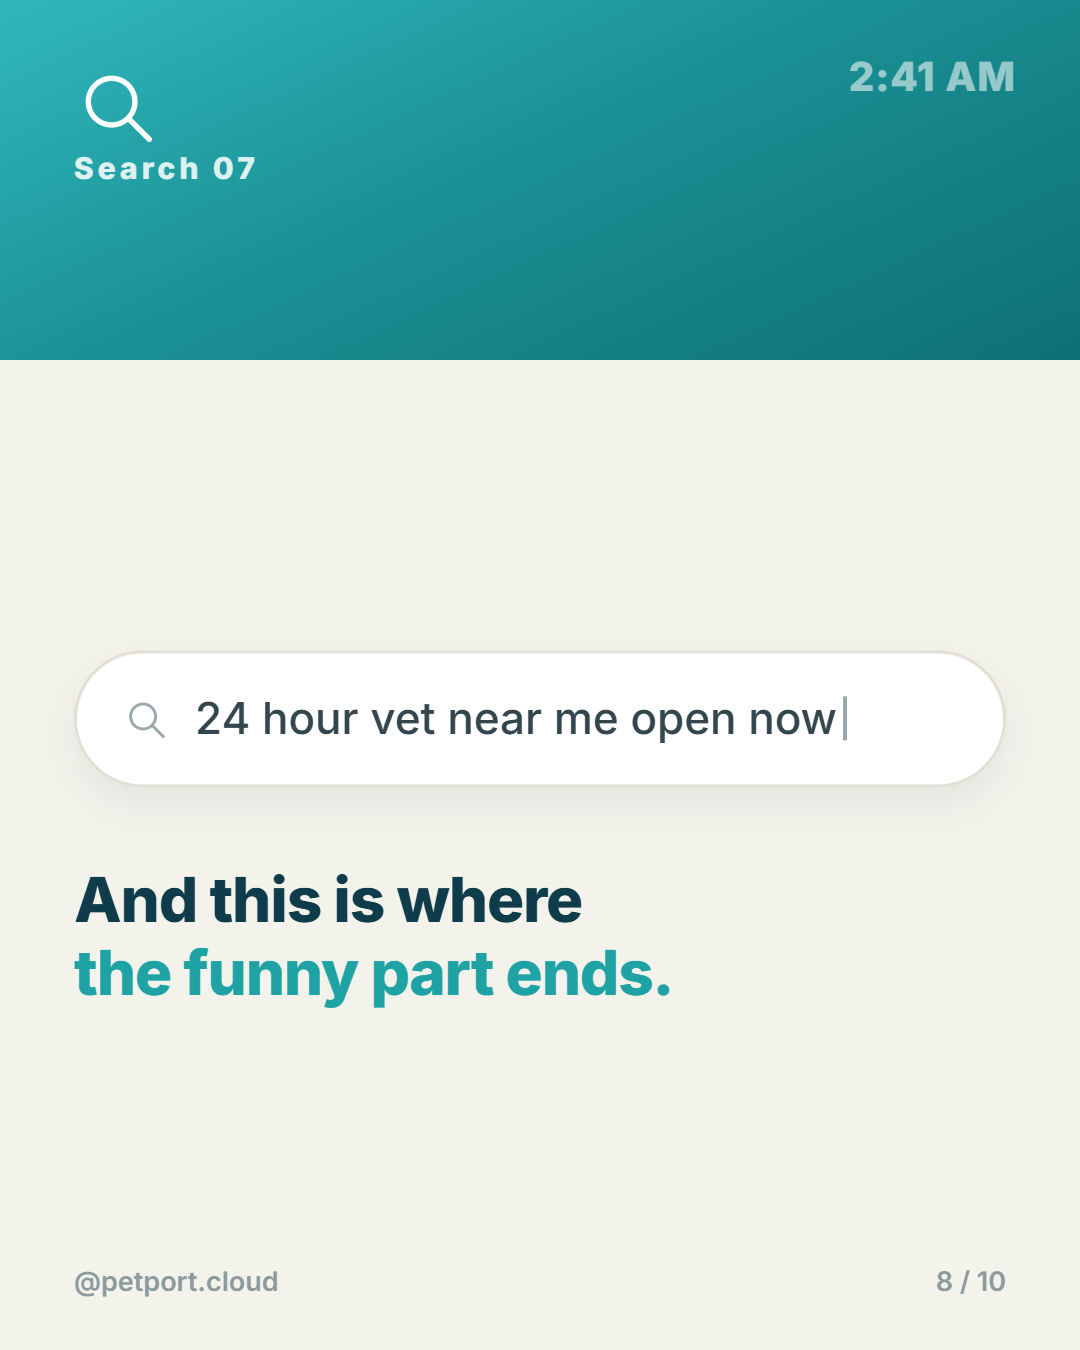 2:41 AM
Search 07
24 hour vet near me open now
And this is where
the funny part ends.
@petport.cloud
8 / 10